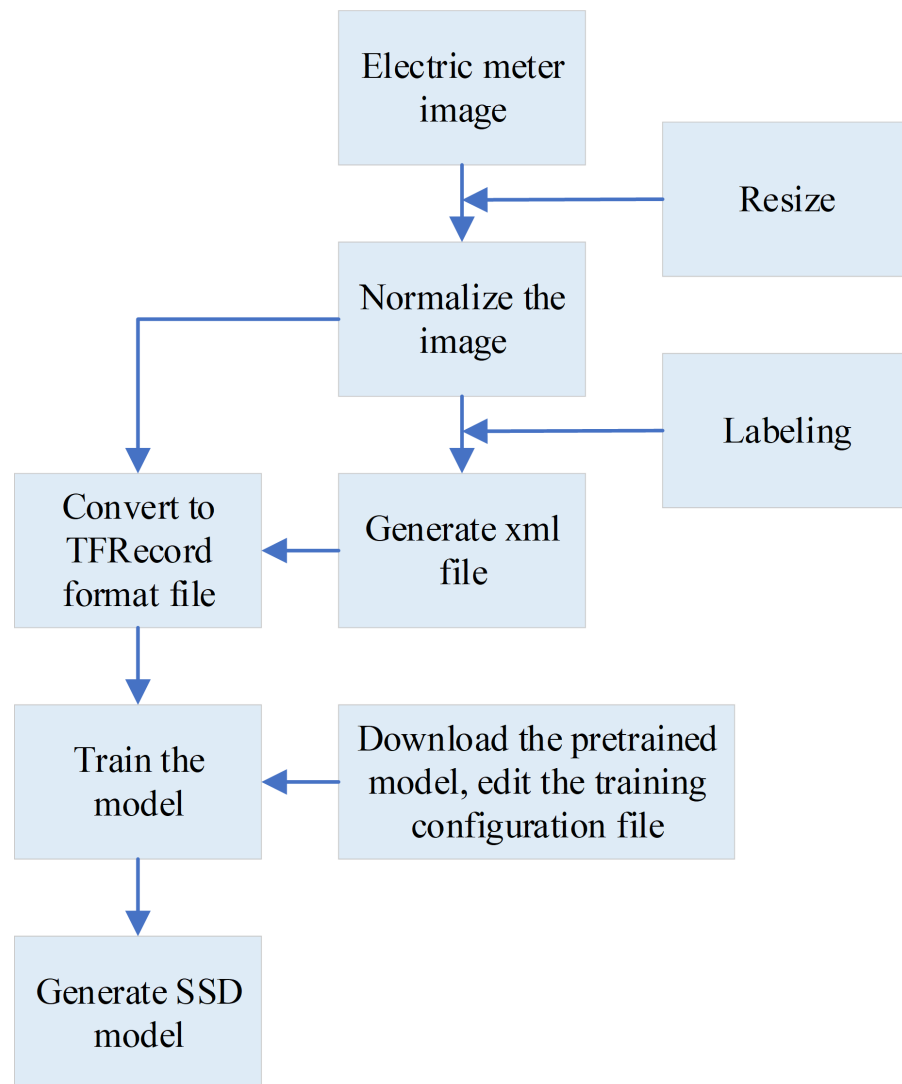 Electric meter
image
Resize
Normalize the
image
Labeling
Convert to
TFRecord
format file
Generate xml
file
Train the
model
Download the pretrained
model, edit the training
configuration file
Generate SSD
model